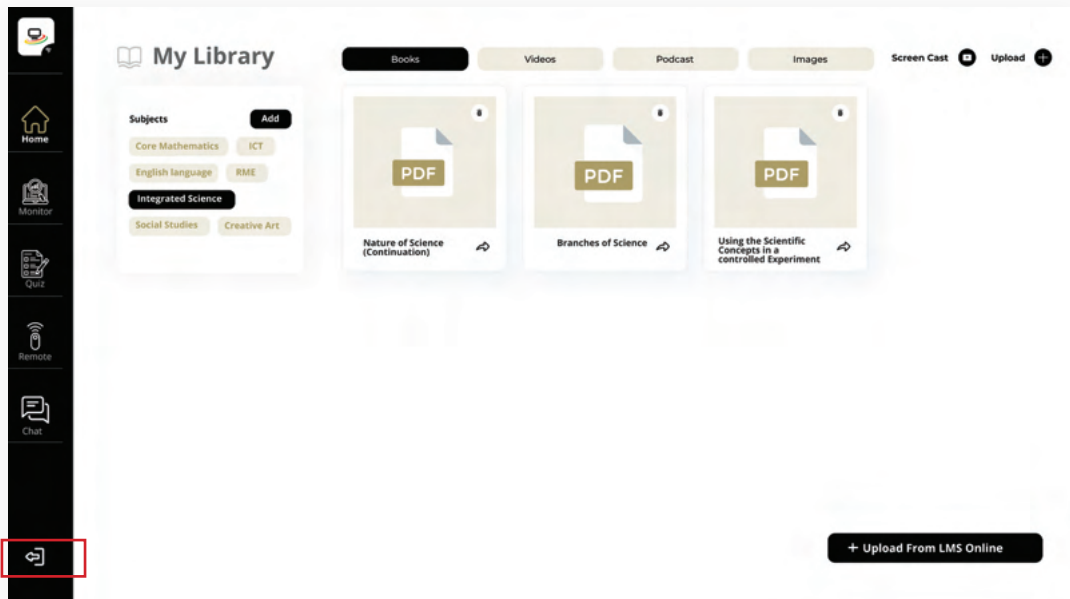 My Library
Books
Videos
Podcast
Images
Screen Cast
Upload
Home
Monitor
Quiz
Remote
Chat
Subjects
Add
Core Mathematics
ICT
English language
RME
Integrated Science
Social Studies
Creative Art
PDF
Nature of Science
(Continuation)
PDF
Branches of Science
PDF
Using the Scientific
Concepts in a
controlled Experiment
+ Upload From LMS Online